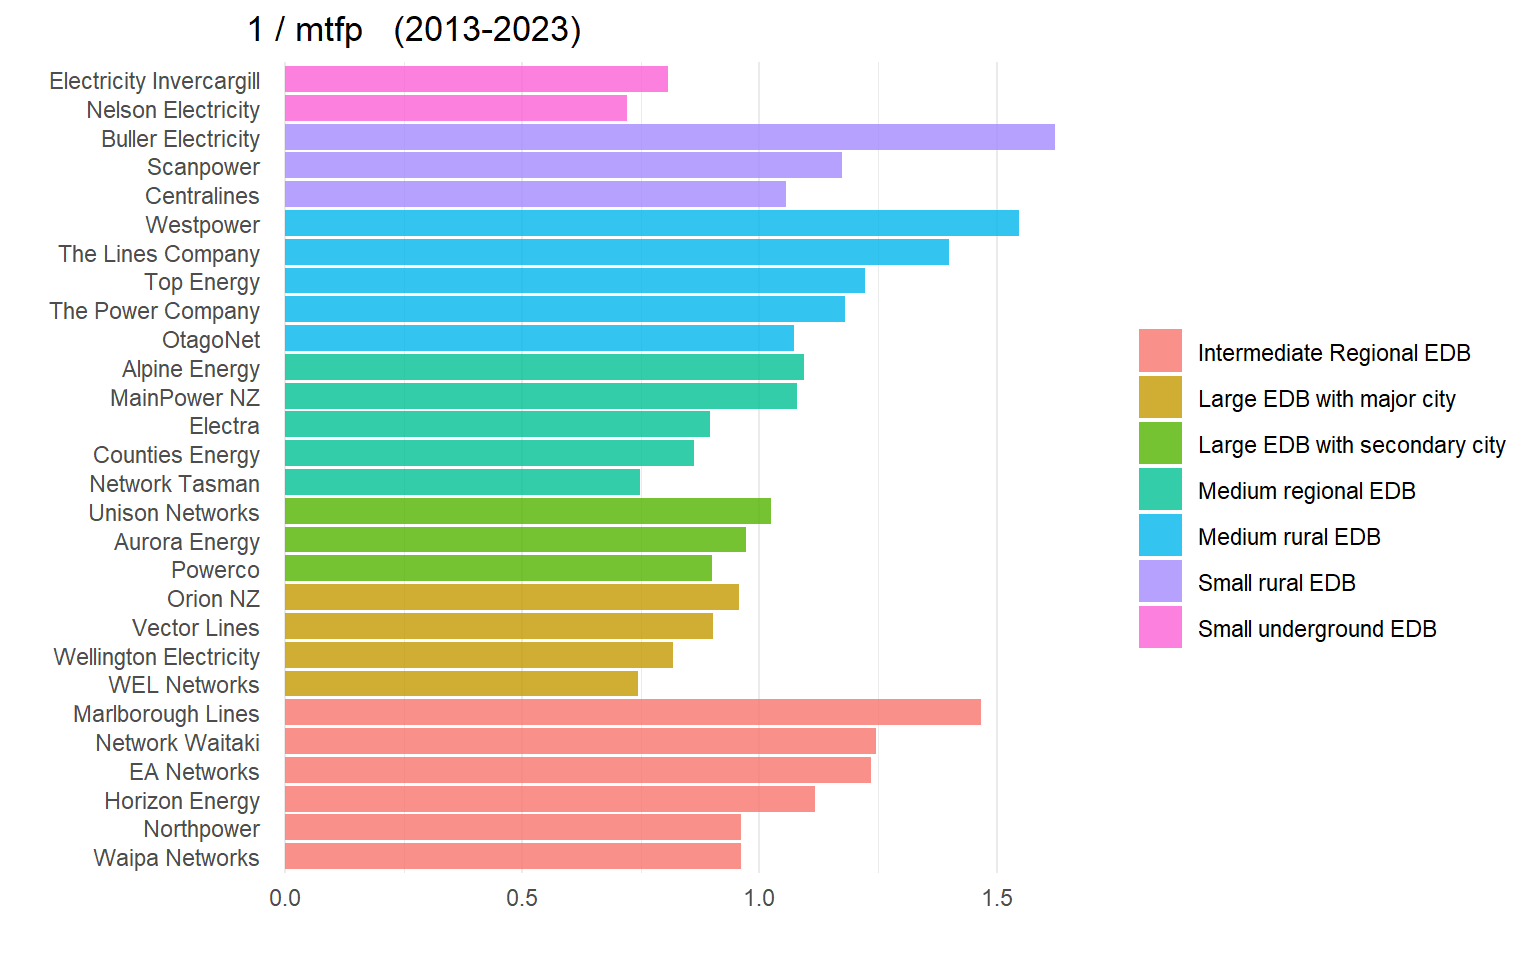 1 / mtfp   (2013-2023)
Electricity Invercargill
Nelson Electricity
Buller Electricity
Scanpower
Centralines
Westpower
The Lines Company
Top Energy
The Power Company
OtagoNet
Alpine Energy
MainPower NZ
Electra
Counties Energy
Network Tasman
Unison Networks
Aurora Energy
Powerco
Orion NZ
Vector Lines
Wellington Electricity
WEL Networks
Marlborough Lines
Network Waitaki
EA Networks
Horizon Energy
Northpower
Waipa Networks
0.0 0.5 1.0 1.5
Intermediate Regional EDB
Large EDB with major city
Large EDB with secondary city
Medium regional EDB
Medium rural EDB
Small rural EDB
Small underground EDB